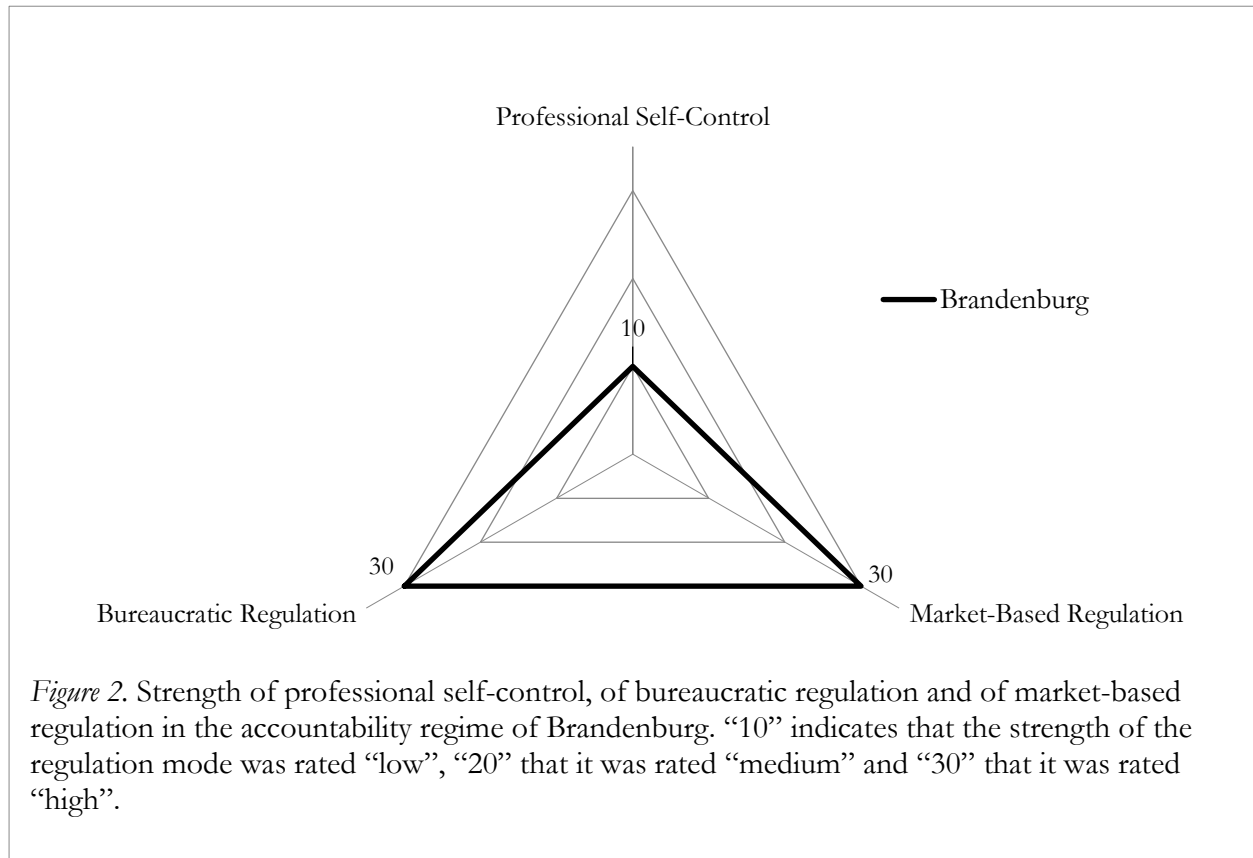 Professional Self-Control
Brandenburg
10
30
30
Bureaucratic Regulation
Market-Based Regulation
Figure 2. Strength of professional self-control, of bureaucratic regulation and of market-based
regulation in the accountability regime of Brandenburg. “10” indicates that the strength of the
regulation mode was rated “low”, “20” that it was rated “medium” and “30” that it was rated
“high”.